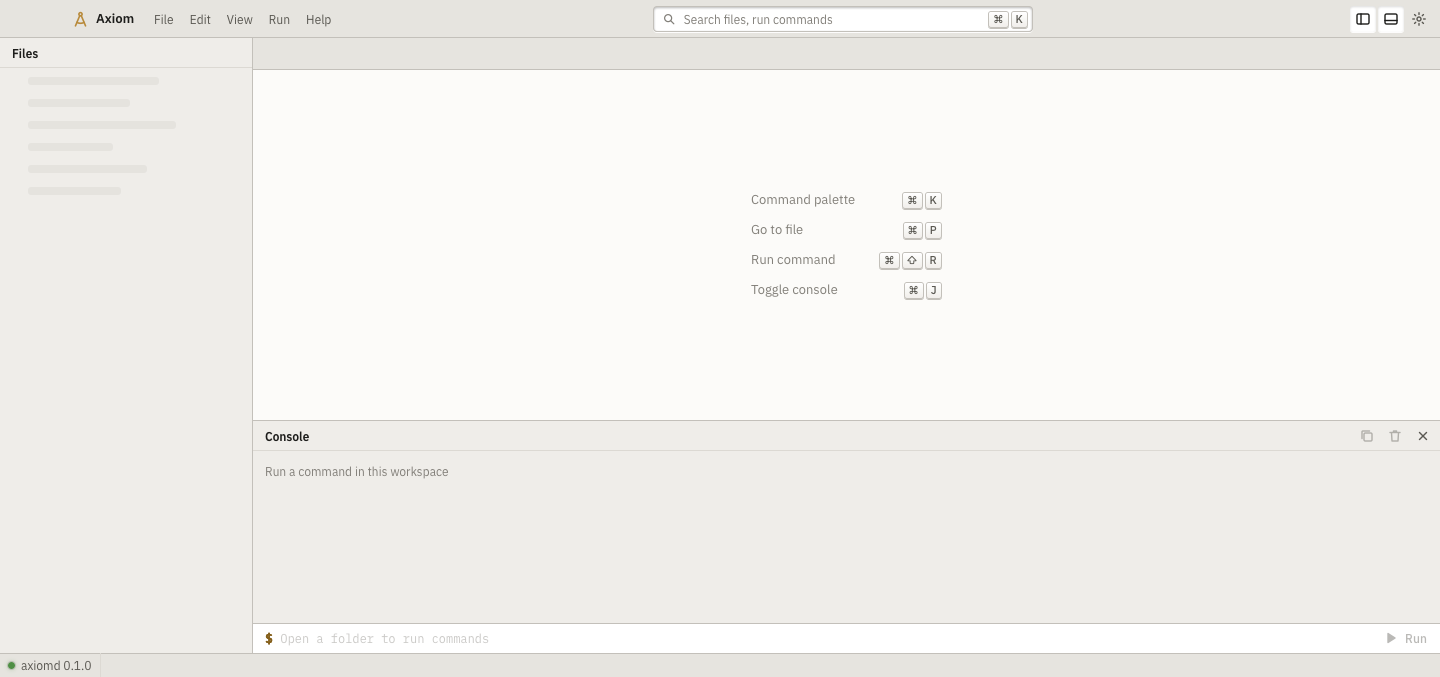 Axiom File Edit View Run Help Search files, run commands ⌘ K
Files
Command palette ⌘ K
Go to file ⌘ P
Run command ⌘ ⇧ R
Toggle console ⌘ J
Console
Run a command in this workspace
$ Open a folder to run commands Run
axiomd 0.1.0